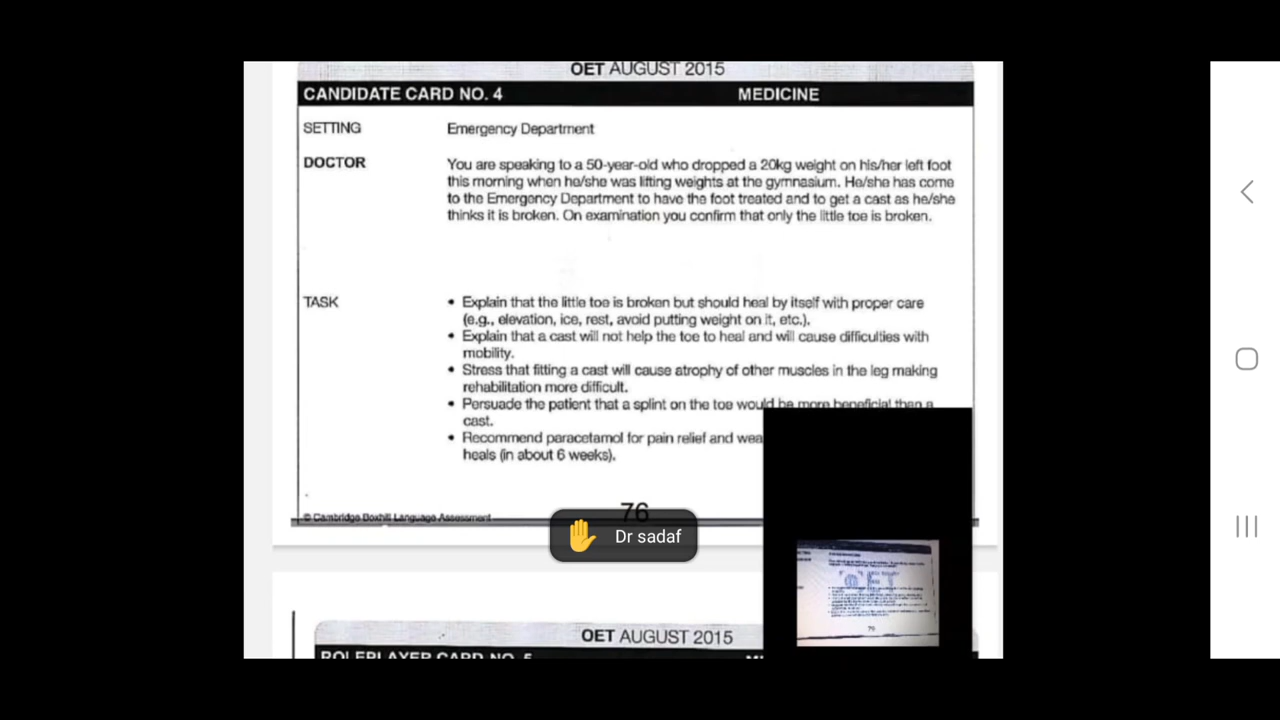 OET AUGUST 2015
CANDIDATE CARD NO. 4 MEDICINE
SETTING Emergency Department
DOCTOR You are speaking to a 50-year-old who dropped a 20kg weight on his/her left foot
this morning when he/she was lifting weights at the gymnasium. He/she has come
to the Emergency Department to have the foot treated and to get a cast as he/she
thinks it is broken. On examination you confirm that only the little toe is broken.
TASK • Explain that the little toe is broken but should heal by itself with proper care
(e.g., elevation, ice, rest, avoid putting weight on it, etc.).
• Explain that a cast will not help the toe to heal and will cause difficulties with
mobility.
• Stress that fitting a cast will cause atrophy of other muscles in the leg making
rehabilitation more difficult.
• Persuade the patient that a splint on the toe would be more beneficial than a
cast.
• Recommend paracetamol for pain relief and wea
heals (in about 6 weeks).
76
© Cambridge Boxhill Language Assessment
✋ Dr sadaf
OET AUGUST 2015
ROLEPLAYER CARD NO. 5
OET